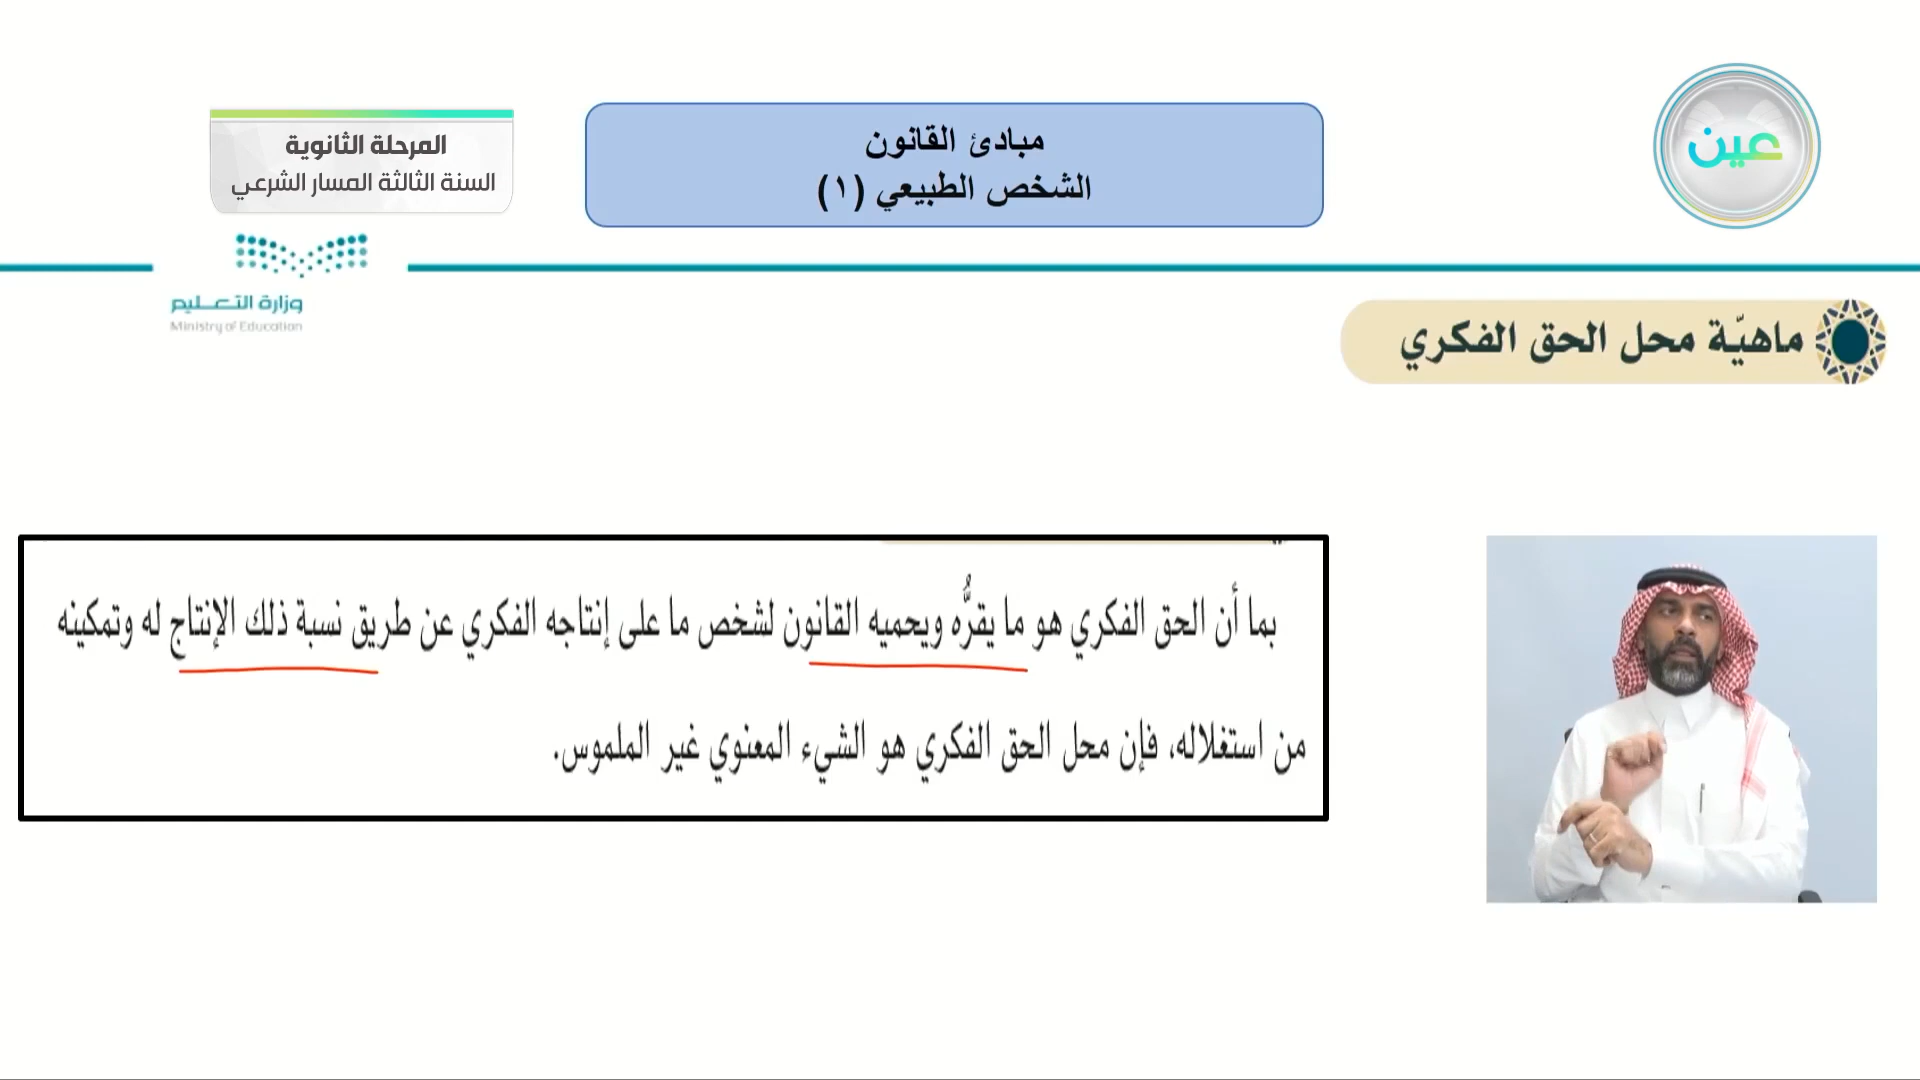 عين
مبادئ القانون
الشخص الطبيعي (١)
المرحلة الثانوية
السنة الثالثة المسار الشرعي
وزارة التعليم
Ministry of Education
ماهيّة محل الحق الفكري
بما أن الحق الفكري هو ما يقرُّه ويحميه القانون لشخص ما على إنتاجه الفكري عن طريق نسبة ذلك الإنتاج له وتمكينه
من استغلاله، فإن محل الحق الفكري هو الشيء المعنوي غير الملموس.